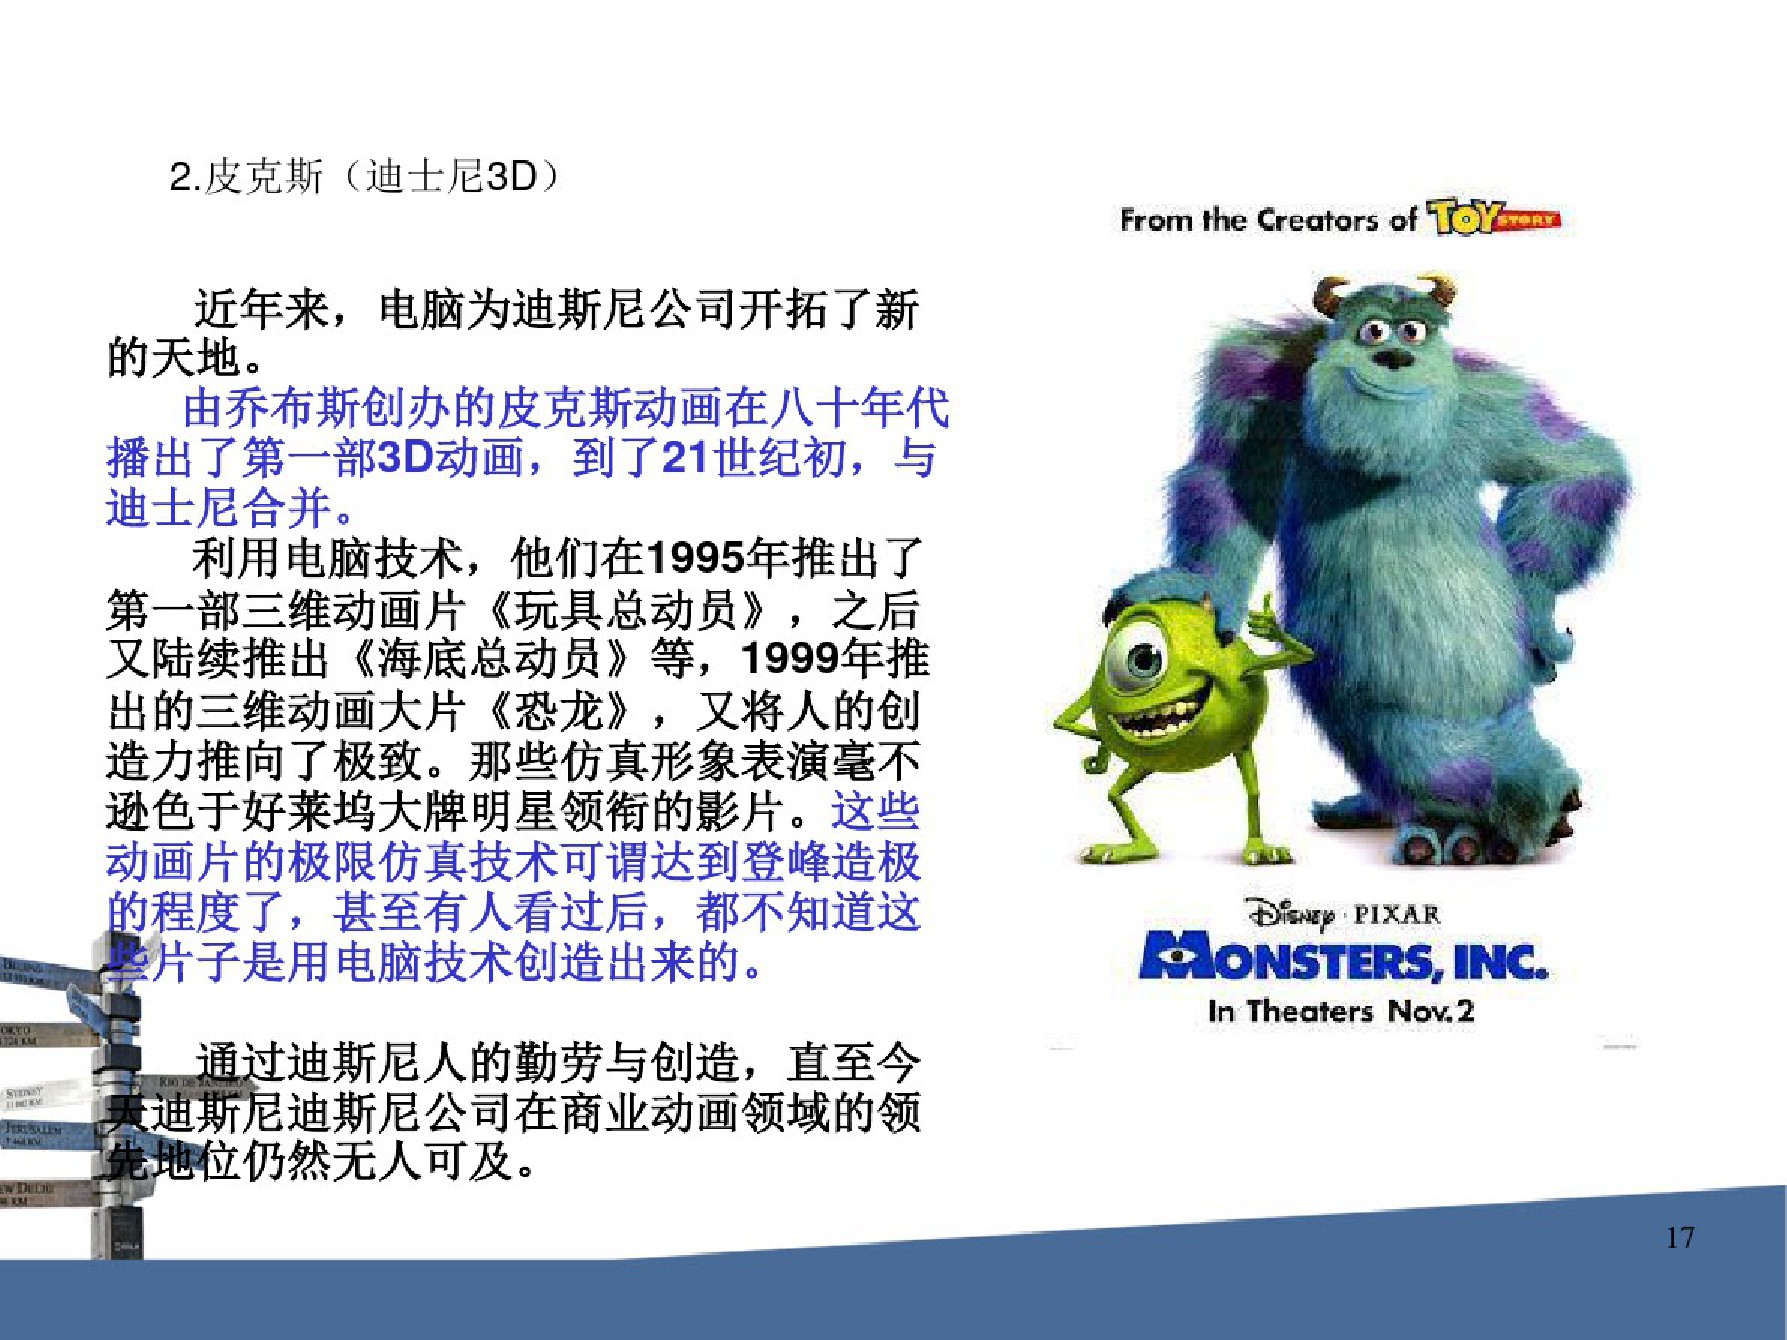 2.皮克斯（迪士尼3D）
近年来，电脑为迪斯尼公司开拓了新
的天地。
由乔布斯创办的皮克斯动画在八十年代
播出了第一部3D动画，到了21世纪初，与
迪士尼合并。
利用电脑技术，他们在1995年推出了
第一部三维动画片《玩具总动员》，之后
又陆续推出《海底总动员》等，1999年推
出的三维动画大片《恐龙》，又将人的创
造力推向了极致。那些仿真形象表演毫不
逊色于好莱坞大牌明星领衔的影片。这些
动画片的极限仿真技术可谓达到登峰造极
的程度了，甚至有人看过后，都不知道这
些片子是用电脑技术创造出来的。
通过迪斯尼人的勤劳与创造，直至今
天迪斯尼迪斯尼公司在商业动画领域的领
先地位仍然无人可及。
From the Creators of TOY STORY
DISNEY · PIXAR
MONSTERS, INC.
In Theaters Nov.2
BEIJING
OKYO
SYDNEY
RIO DE JANEIRO
JERUSALEM
EW DELHI
17